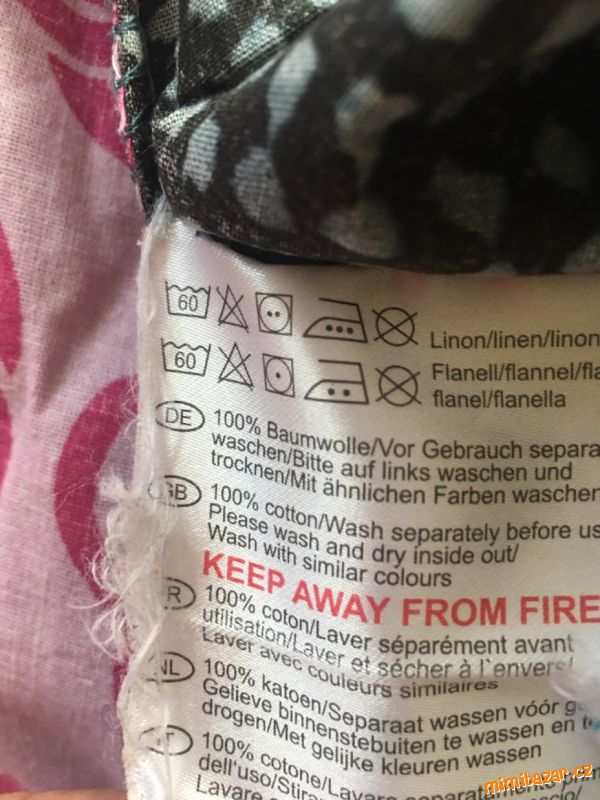 60 Linon/linen/linon
60 Flanell/flannel/fla
flanel/flanella
DE 100% Baumwolle/Vor Gebrauch separa
waschen/Bitte auf links waschen und
trocknen/Mit ähnlichen Farben waschen
GB 100% cotton/Wash separately before us
Please wash and dry inside out/
Wash with similar colours
KEEP AWAY FROM FIRE
R 100% coton/Laver séparément avant
utilisation/Laver et sécher à l'envers/
Laver avec couleurs similaires
NL 100% katoen/Separaat wassen vóór g
Gelieve binnenstebuiten te wassen en t
drogen/Met gelijke kleuren wassen
IT 100% cotone/Lavare separatam
dell'uso/Stira
Lavare
mimibazar.cz